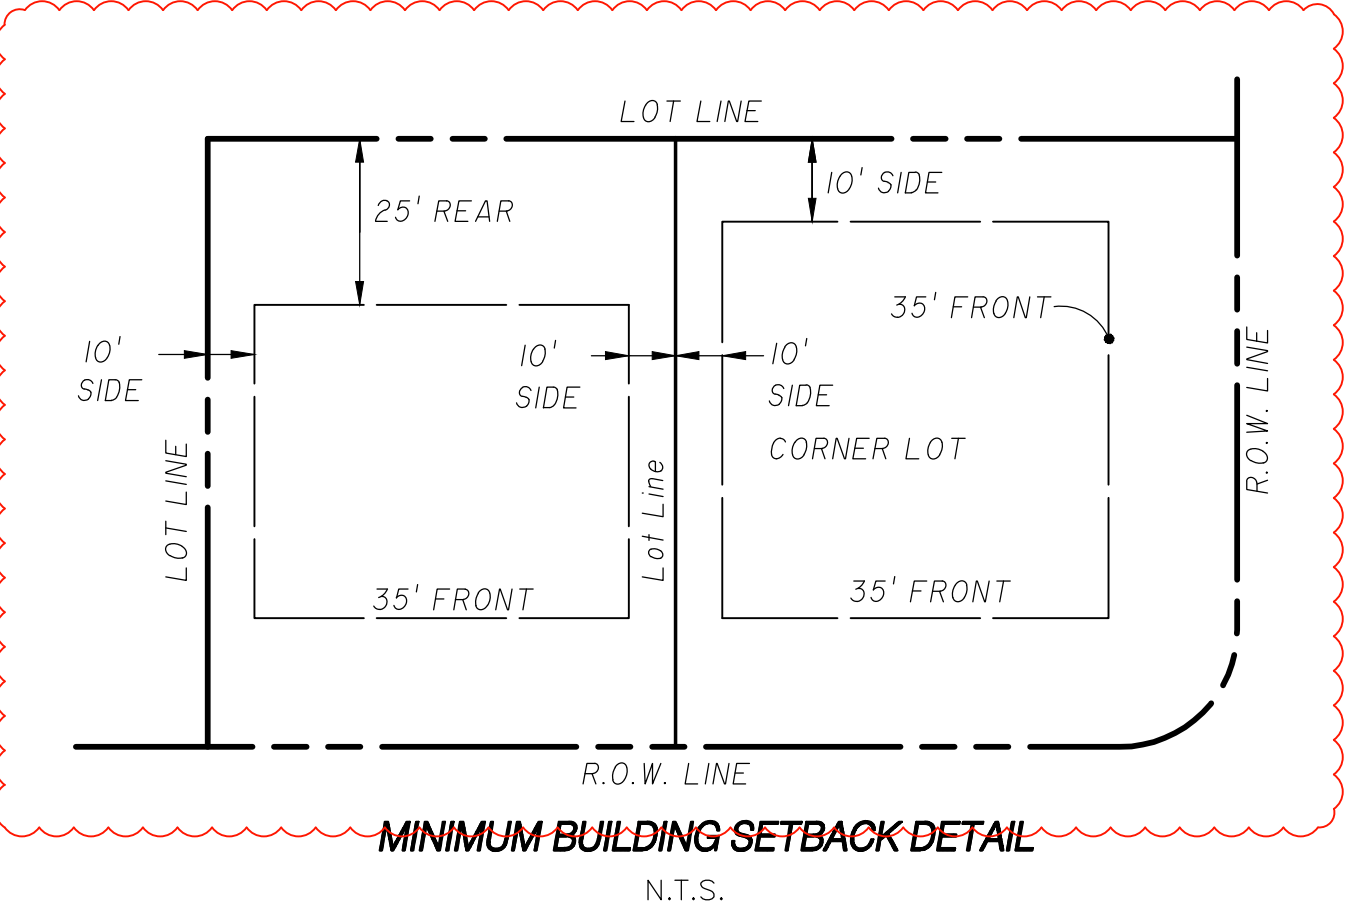 LOT LINE
25' REAR
10' SIDE
35' FRONT
10'
SIDE
10'
SIDE
10'
SIDE
CORNER LOT
LOT LINE
Lot Line
R.O.W. LINE
35' FRONT
35' FRONT
R.O.W. LINE
MINIMUM BUILDING SETBACK DETAIL
N.T.S.